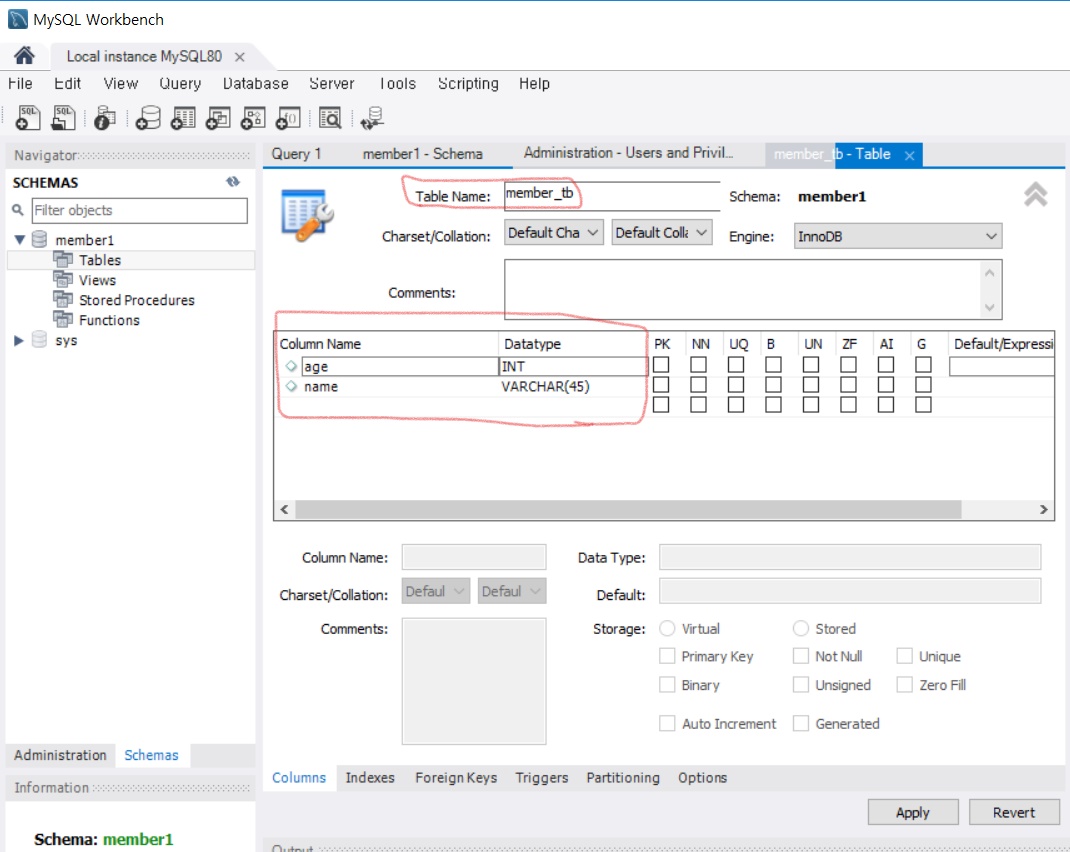 MySQL Workbench
Local instance MySQL80
File Edit View Query Database Server Tools Scripting Help
Navigator
SCHEMAS
Filter objects
member1
Tables
Views
Stored Procedures
Functions
sys
Administration Schemas
Information
Schema: member1
Query 1 member1 - Schema Administration - Users and Privil... member_tb - Table
Table Name: member_tb Schema: member1
Charset/Collation: Default Cha Default Colla Engine: InnoDB
Comments:
Column Name Datatype PK NN UQ B UN ZF AI G Default/Expressi
age INT
name VARCHAR(45)
Column Name: Data Type:
Charset/Collation: Defaul Defaul Default:
Comments: Storage: Virtual Stored
Primary Key Not Null Unique
Binary Unsigned Zero Fill
Auto Increment Generated
Columns Indexes Foreign Keys Triggers Partitioning Options
Apply Revert
Output